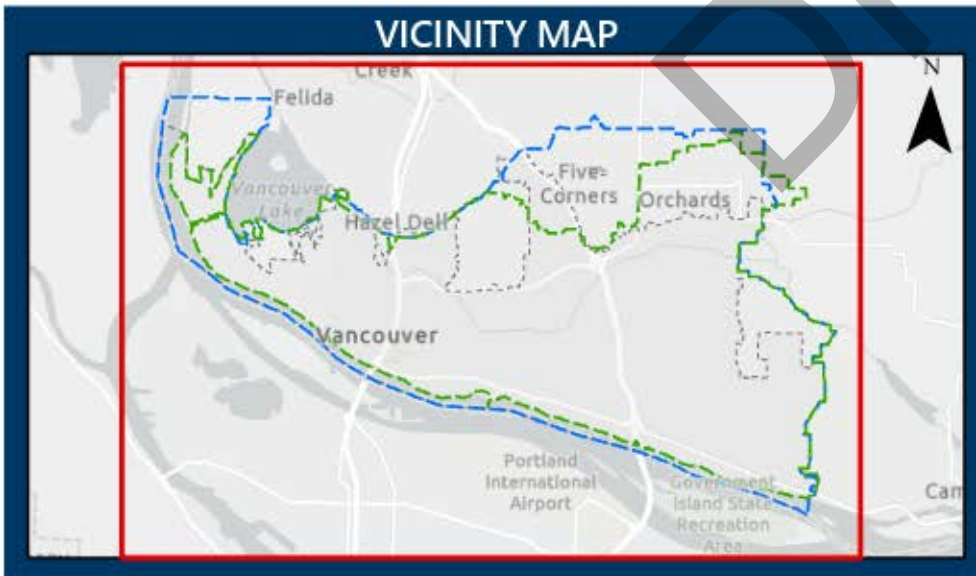 VICINITY MAP
N
Creek
Felida
Vancouver
Lake
Five
Corners
Orchards
Hazel Dell
Vancouver
Portland
International
Airport
Government
Island State
Recreation
Area
Cam